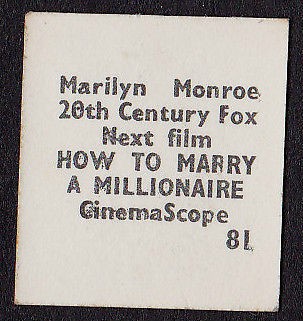 Marilyn Monroe
20th Century Fox
Next film
HOW TO MARRY
A MILLIONAIRE
CinemaScope
81